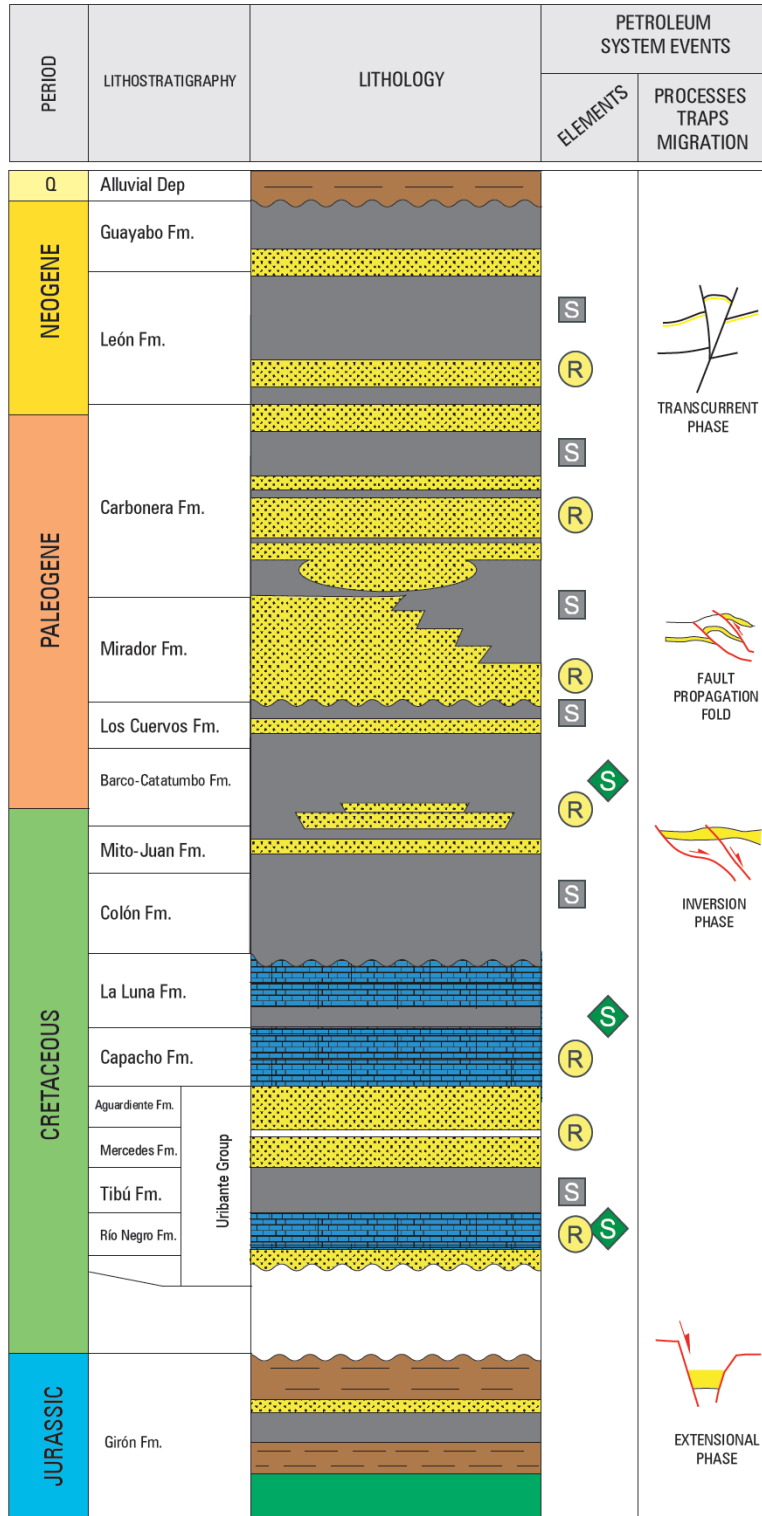 PERIOD
LITHOSTRATIGRAPHY
LITHOLOGY
PETROLEUM
SYSTEM EVENTS
ELEMENTS
PROCESSES
TRAPS
MIGRATION
Q
Alluvial Dep
NEOGENE
Guayabo Fm.
León Fm.
S
R
TRANSCURRENT
PHASE
PALEOGENE
Carbonera Fm.
S
R
Mirador Fm.
S
R
FAULT
PROPAGATION
FOLD
Los Cuervos Fm.
S
Barco-Catatumbo Fm.
S
R
CRETACEOUS
Mito-Juan Fm.
Colón Fm.
S
INVERSION
PHASE
La Luna Fm.
S
Capacho Fm.
R
Uribante Group
Aguardiente Fm.
R
Mercedes Fm.
Tibú Fm.
S
Río Negro Fm.
R
S
JURASSIC
Girón Fm.
EXTENSIONAL
PHASE